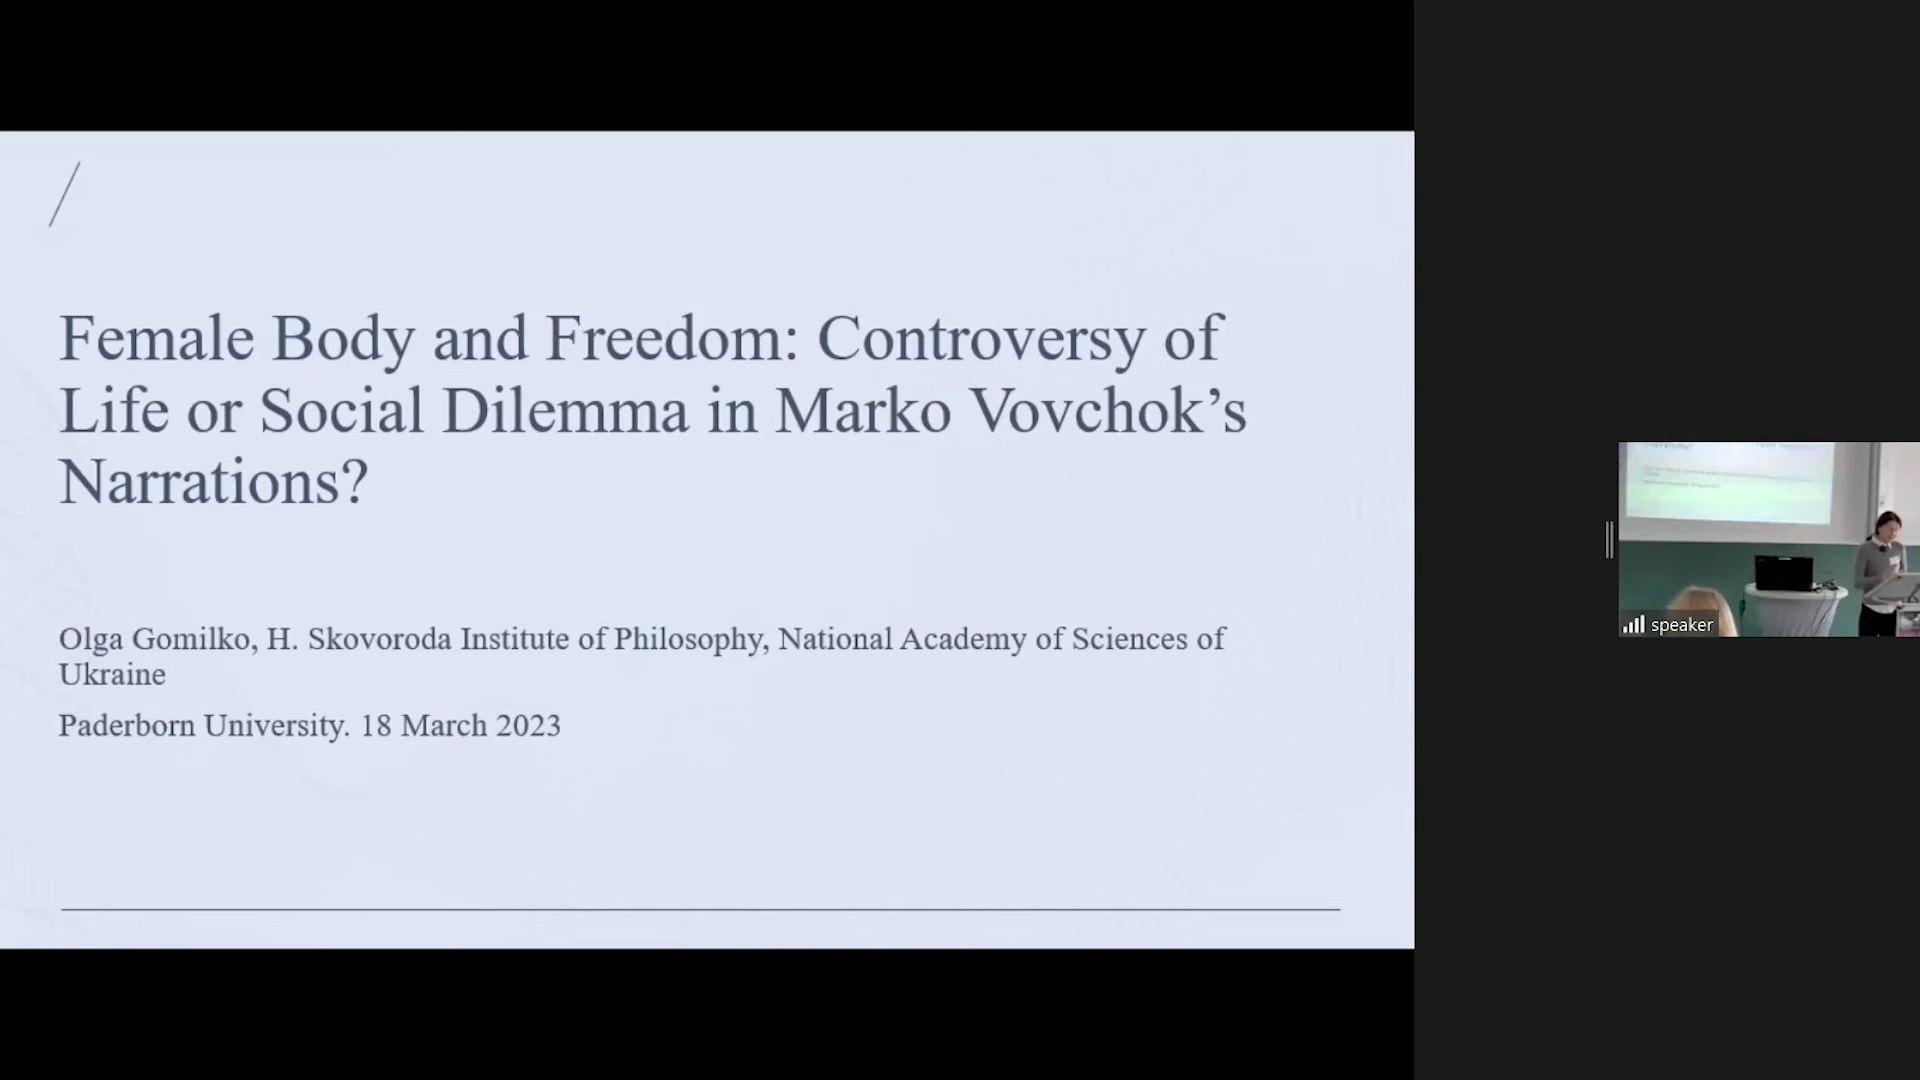 Female Body and Freedom: Controversy of
Life or Social Dilemma in Marko Vovchok’s
Narrations?
Olga Gomilko, H. Skovoroda Institute of Philosophy, National Academy of Sciences of
Ukraine
Paderborn University. 18 March 2023
speaker